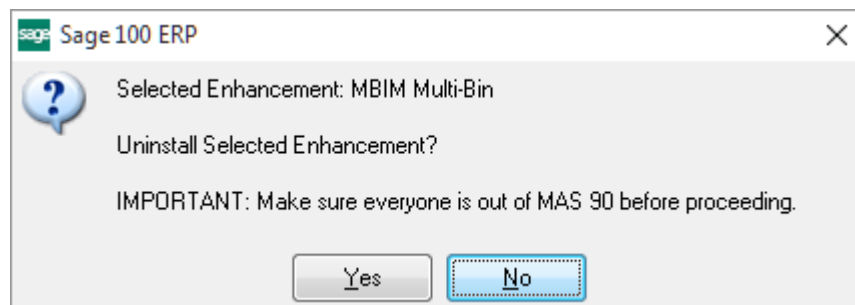 sage Sage 100 ERP
Selected Enhancement: MBIM Multi-Bin
Uninstall Selected Enhancement?
IMPORTANT: Make sure everyone is out of MAS 90 before proceeding.
Yes No